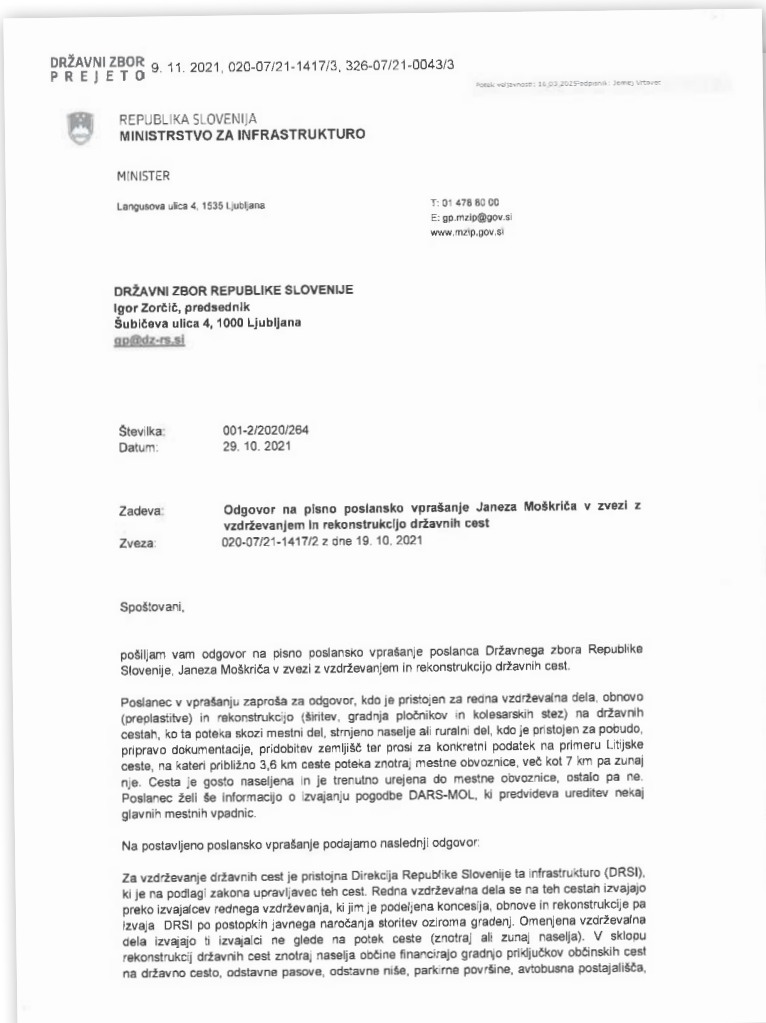 DRŽAVNI ZBOR
PREJETO 9. 11. 2021, 020-07/21-1417/3, 326-07/21-0043/3
16.03.2025
REPUBLIKA SLOVENIJA
MINISTRSTVO ZA INFRASTRUKTURO
MINISTER
Langusova ulica 4, 1535 Ljubljana
T: 01 478 80 00
E: gp.mzip@gov.si
www.mzip.gov.si
DRŽAVNI ZBOR REPUBLIKE SLOVENIJE
Igor Zorčič, predsednik
Šubičeva ulica 4, 1000 Ljubljana
gp@dz-rs.si
Številka: 001-2/2020/264
Datum: 29. 10. 2021
Zadeva: Odgovor na pisno poslansko vprašanje Janeza Moškriča v zvezi z
vzdrževanjem in rekonstrukcijo državnih cest
Zveza: 020-07/21-1417/2 z dne 19. 10. 2021
Spoštovani,
pošiljam vam odgovor na pisno poslansko vprašanje poslanca Državnega zbora Republike
Slovenije, Janeza Moškriča v zvezi z vzdrževanjem in rekonstrukcijo državnih cest.
Poslanec v vprašanju zaproša za odgovor, kdo je pristojen za redna vzdrževalna dela, obnovo
(preplastitve) in rekonstrukcijo (širitev, gradnja pločnikov in kolesarskih stez) na državnih
cestah, ko ta poteka skozi mestni del, strnjeno naselje ali ruralni del, kdo je pristojen za pobudo,
pripravo dokumentacije, pridobitev zemljišč ter prosi za konkretni podatek na primeru Litijske
ceste, na kateri približno 3,6 km ceste poteka znotraj mestne obvoznice, več kot 7 km pa zunaj
nje. Cesta je gosto naseljena in je trenutno urejena do mestne obvoznice, ostalo pa ne.
Poslanec želi še informacijo o izvajanju pogodbe DARS-MOL, ki predvideva ureditev nekaj
glavnih mestnih vpadnic.
Na postavljeno poslansko vprašanje podajamo naslednji odgovor:
Za vzdrževanje državnih cest je pristojna Direkcija Republike Slovenije ta infrastrukturo (DRSI),
ki je na podlagi zakona upravljavec teh cest. Redna vzdrževalna dela se na teh cestah izvajajo
preko izvajalcev rednega vzdrževanja, ki jim je podeljena koncesija, obnove in rekonstrukcije pa
izvaja DRSI po postopkih javnega naročanja storitev oziroma gradenj. Omenjena vzdrževalna
dela izvajajo ti izvajalci ne glede na potek ceste (znotraj ali zunaj naselja). V sklopu
rekonstrukcij državnih cest znotraj naselja občine financirajo gradnjo priključkov občinskih cest
na državno cesto, odstavne pasove, odstavne niše, parkirne površine, avtobusna postajališča,